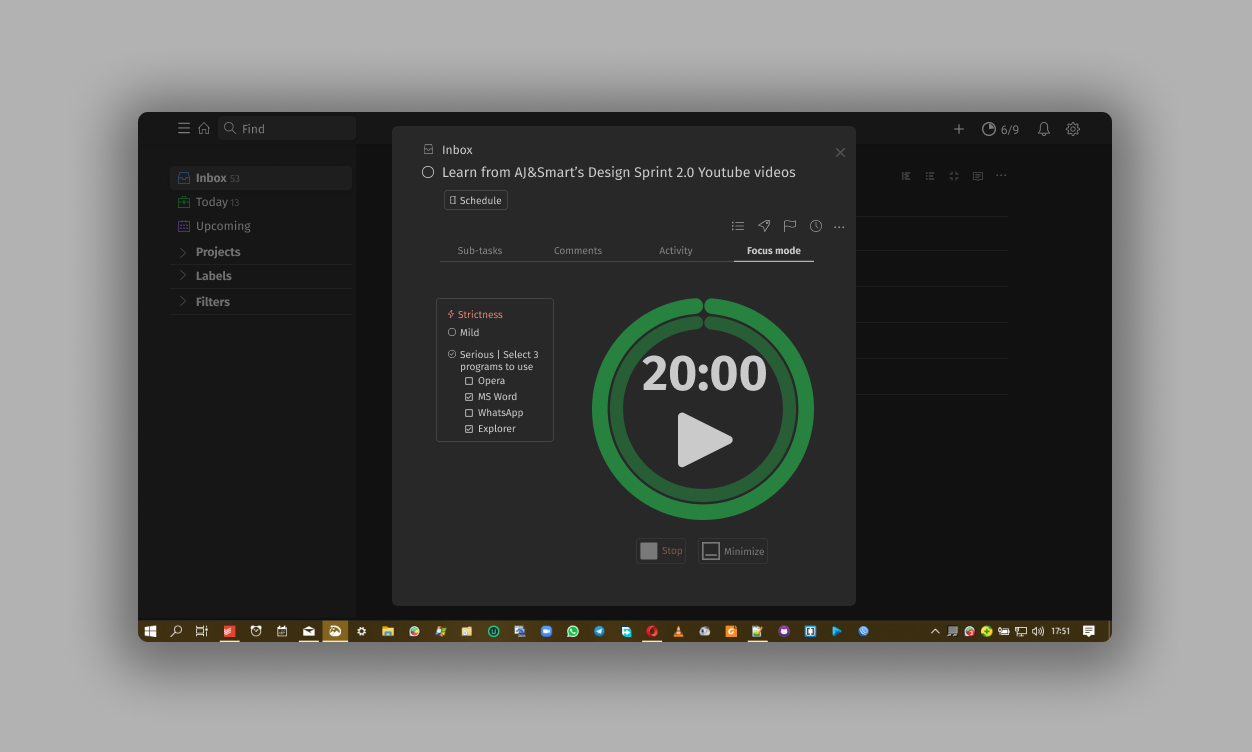 Find
6/9
Inbox 53
Today 13
Upcoming
Projects
Labels
Filters
Inbox
Learn from AJ&Smart’s Design Sprint 2.0 Youtube videos
Schedule
Sub-tasks
Comments
Activity
Focus mode
Strictness
Mild
Serious | Select 3
programs to use
Opera
MS Word
WhatsApp
Explorer
20:00
Stop
Minimize
17:51